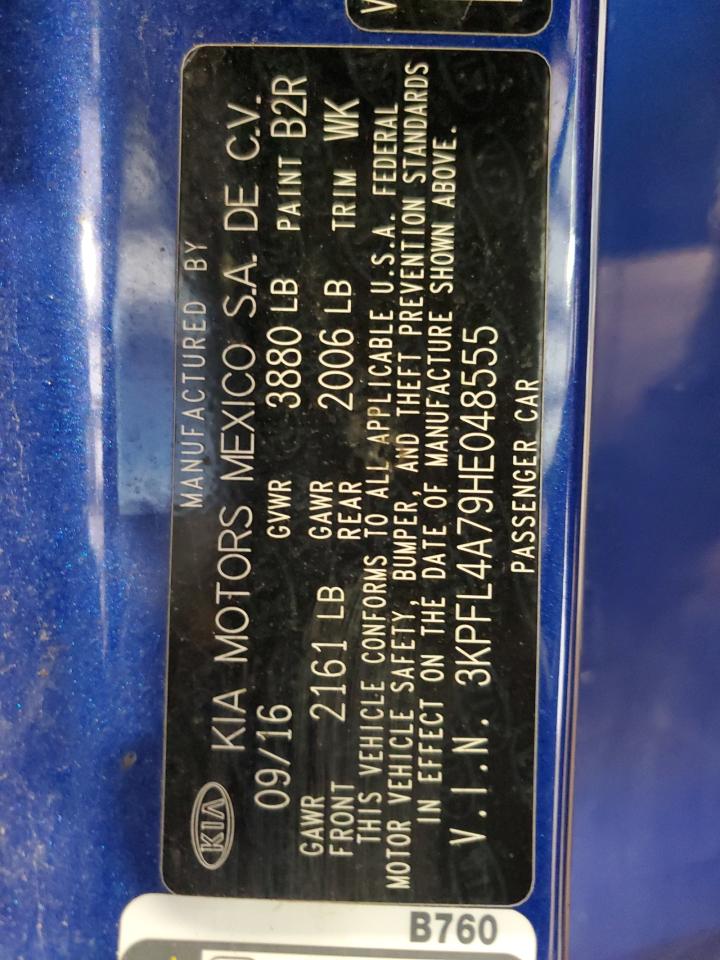 MANUFACTURED BY
KIA KIA MOTORS MEXICO S.A. DE C.V.
09/16 GVWR 3880 LB PAINT B2R
GAWR FRONT 2161 LB GAWR REAR 2006 LB TRIM WK
THIS VEHICLE CONFORMS TO ALL APPLICABLE U.S.A. FEDERAL
MOTOR VEHICLE SAFETY, BUMPER, AND THEFT PREVENTION STANDARDS
IN EFFECT ON THE DATE OF MANUFACTURE SHOWN ABOVE.
V.I.N. 3KPFL4A79HE048555
PASSENGER CAR
B760